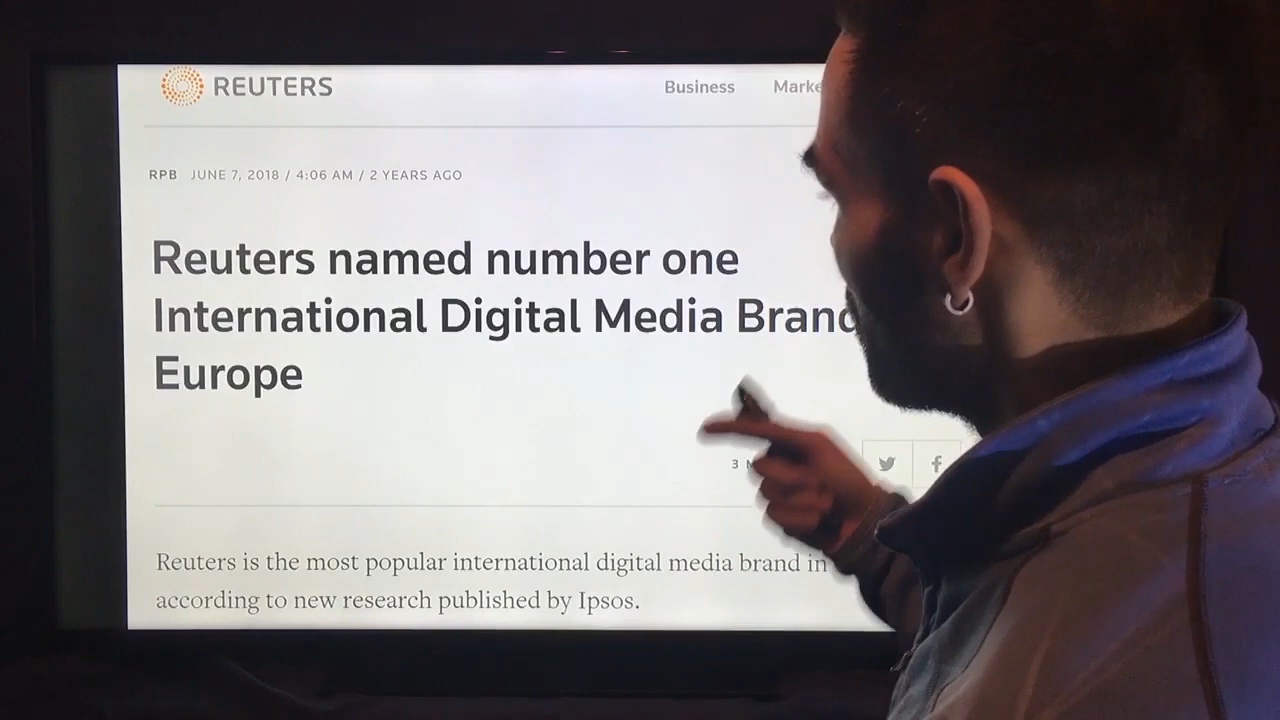 REUTERS
Business Marke
RPB JUNE 7, 2018 / 4:06 AM / 2 YEARS AGO
Reuters named number one
International Digital Media Brand
Europe
3 M
Reuters is the most popular international digital media brand in
according to new research published by Ipsos.